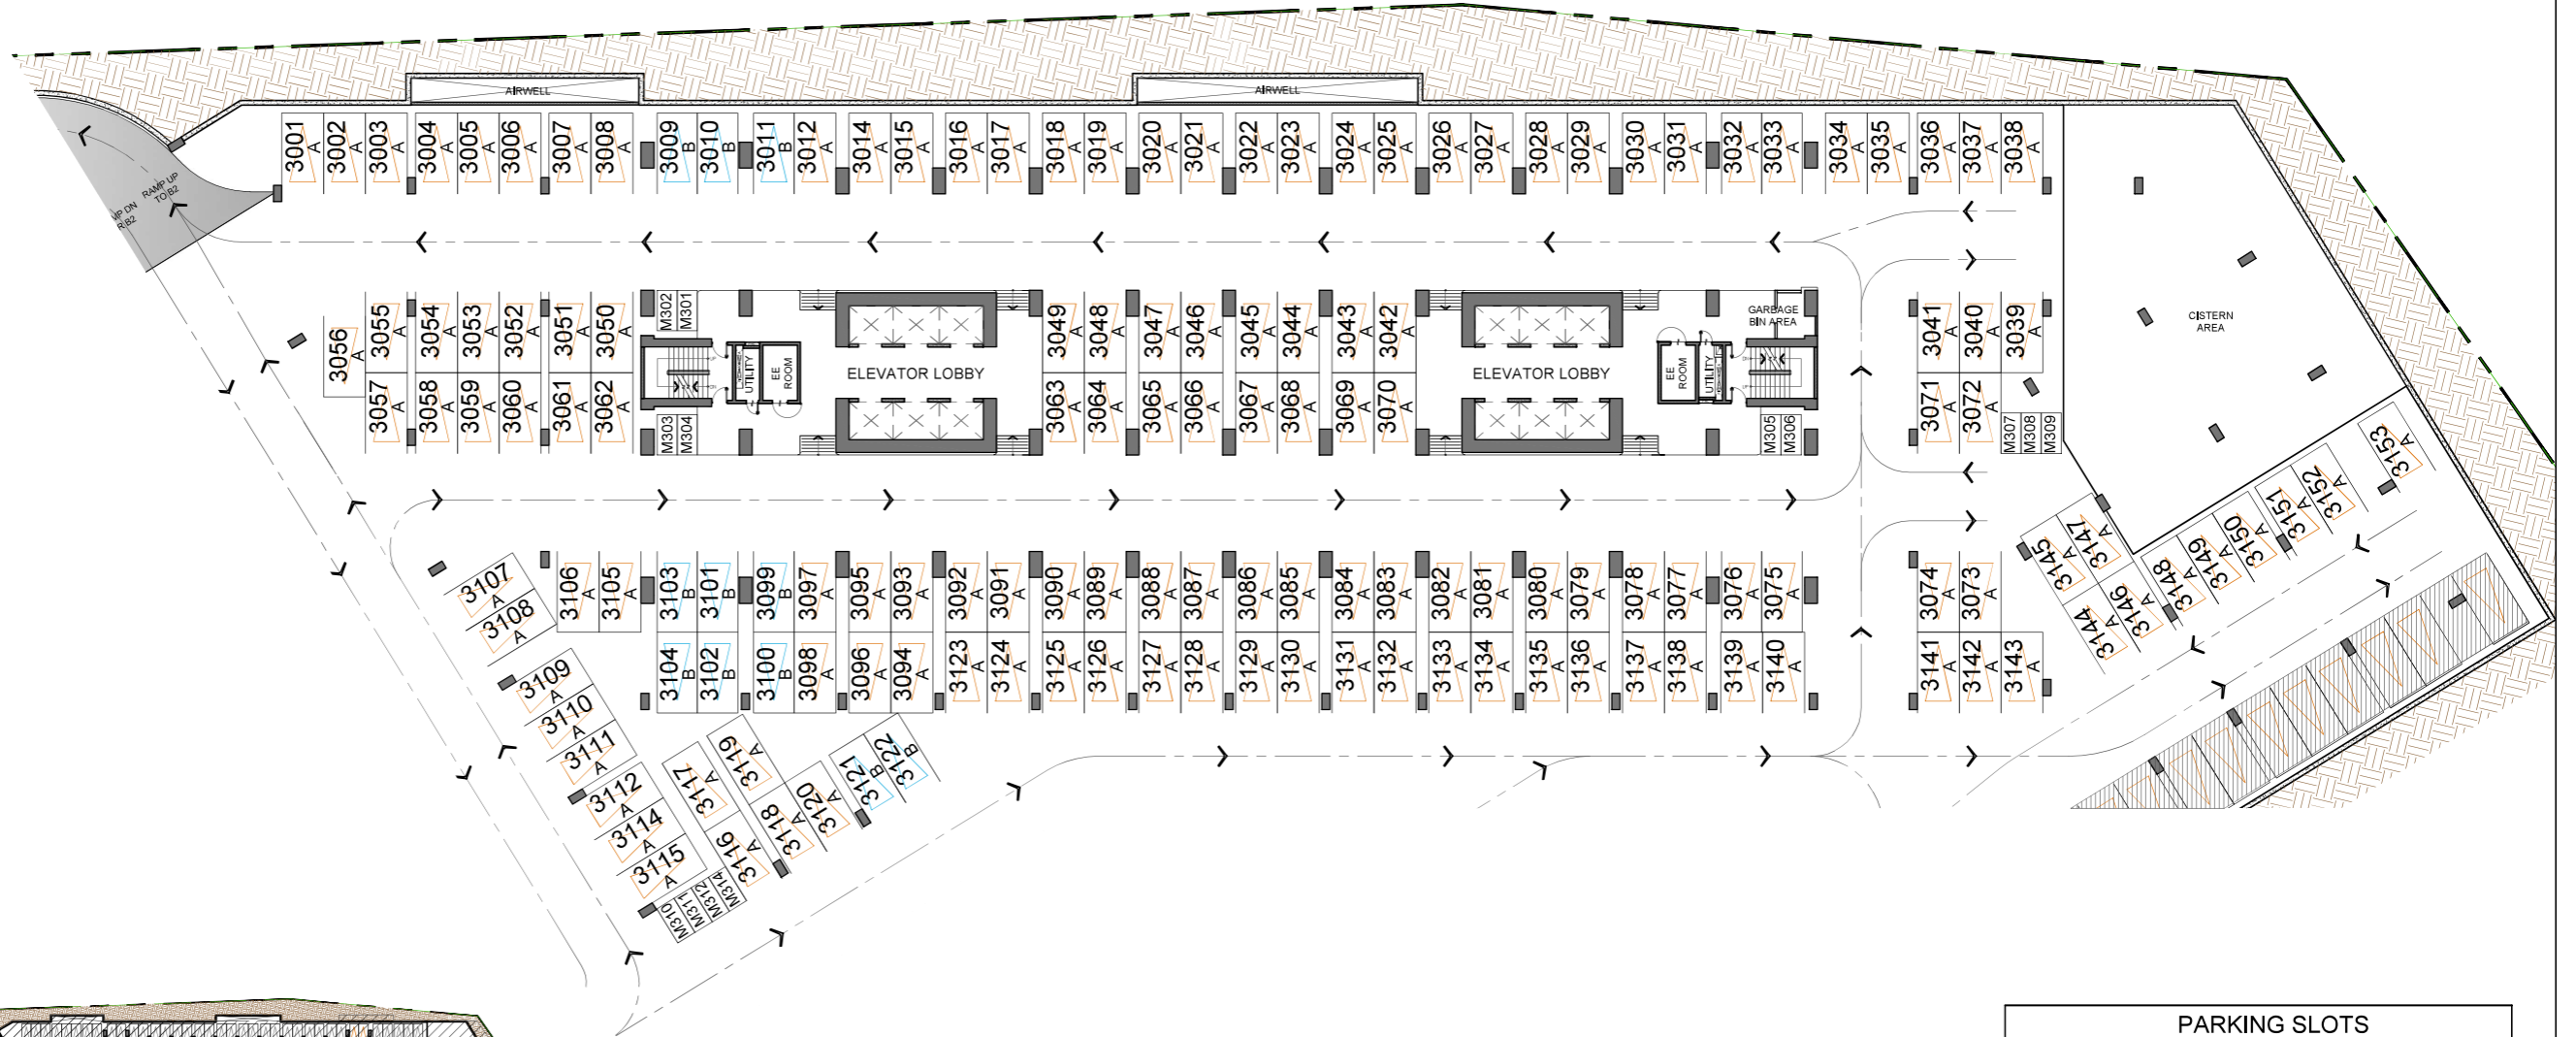 AIRWELL
AIRWELL
3001 A
3002 A
3003 A
3004 A
3005 A
3006 A
3007 A
3008 A
3009 B
3010 B
3011 B
3012 A
3014 A
3015 A
3016 A
3017 A
3018 A
3019 A
3020 A
3021 A
3022 A
3023 A
3024 A
3025 A
3026 A
3027 A
3028 A
3029 A
3030 A
3031 A
3032 A
3033 A
3034 A
3035 A
3036 A
3037 A
3038 A
RAMP UP
TO B2
3056 A
3055 A
3054 A
3053 A
3052 A
3051 A
3050 A
M302
M301
3049 A
3048 A
3047 A
3046 A
3045 A
3044 A
3043 A
3042 A
GARBAGE
BIN AREA
3041 A
3040 A
3039 A
CISTERN
AREA
UTILITY
EE
ROOM
ELEVATOR LOBBY
ELEVATOR LOBBY
EE
ROOM
UTILITY
3057 A
3058 A
3059 A
3060 A
3061 A
3062 A
M303
M304
3063 A
3064 A
3065 A
3066 A
3067 A
3068 A
3069 A
3070 A
M305
M306
3071 A
3072 A
M307
M308
M309
3153 A
3152 A
3151 A
3150 A
3149 A
3148 A
3147 A
3145 A
3146 A
3144 A
3107 A
3108 A
3106 A
3105 A
3103 B
3101 B
3099 B
3097 A
3095 A
3093 A
3092 A
3091 A
3090 A
3089 A
3088 A
3087 A
3086 A
3085 A
3084 A
3083 A
3082 A
3081 A
3080 A
3079 A
3078 A
3077 A
3076 A
3075 A
3074 A
3073 A
3104 B
3102 B
3100 B
3098 A
3096 A
3094 A
3123 A
3124 A
3125 A
3126 A
3127 A
3128 A
3129 A
3130 A
3131 A
3132 A
3133 A
3134 A
3135 A
3136 A
3137 A
3138 A
3139 A
3140 A
3141 A
3142 A
3143 A
3109 A
3110 A
3111 A
3112 A
3114 A
3115 A
3117 A
3119 A
3116 A
3118 A
3120 A
3121 B
3122 B
M310
M311
M312
M314
PARKING SLOTS